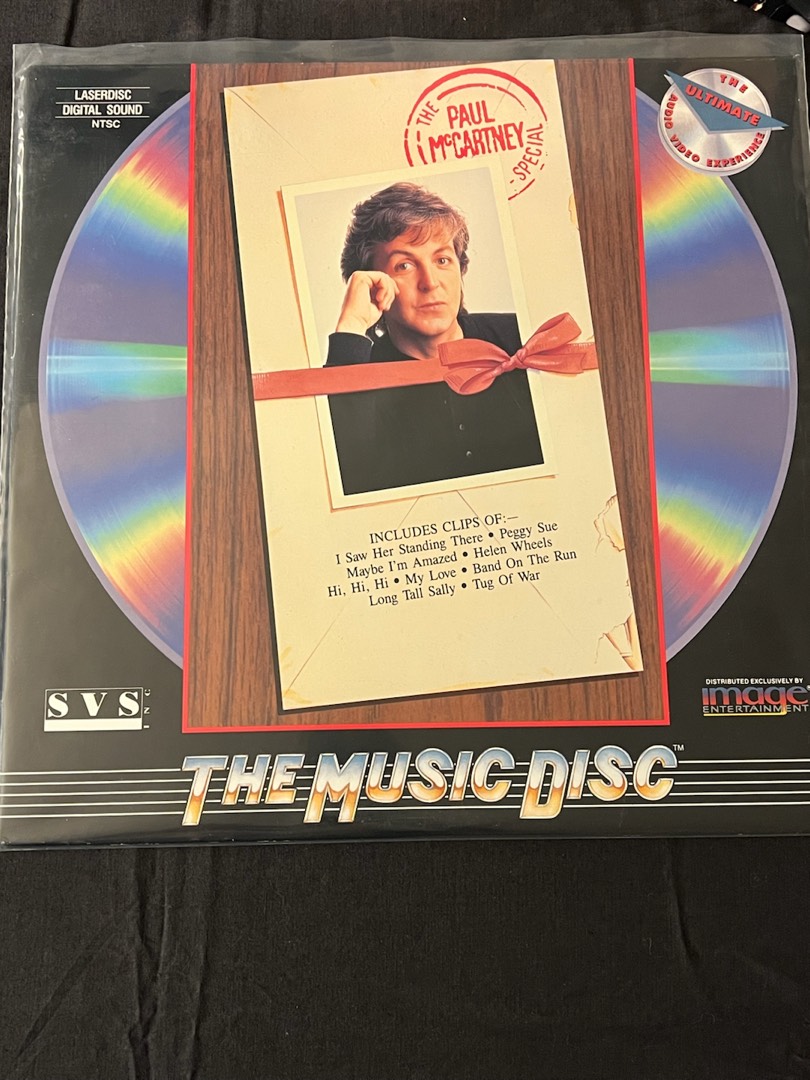 LASERDISC
DIGITAL SOUND
NTSC
THE
PAUL
McCARTNEY
SPECIAL
THE
ULTIMATE
AUDIO VIDEO EXPERIENCE
INCLUDES CLIPS OF:—
I Saw Her Standing There • Peggy Sue
Maybe I'm Amazed • Helen Wheels
Hi, Hi, Hi • My Love • Band On The Run
Long Tall Sally • Tug Of War
SVS INC
DISTRIBUTED EXCLUSIVELY BY
image
ENTERTAINMENT
THE MUSIC DISC™